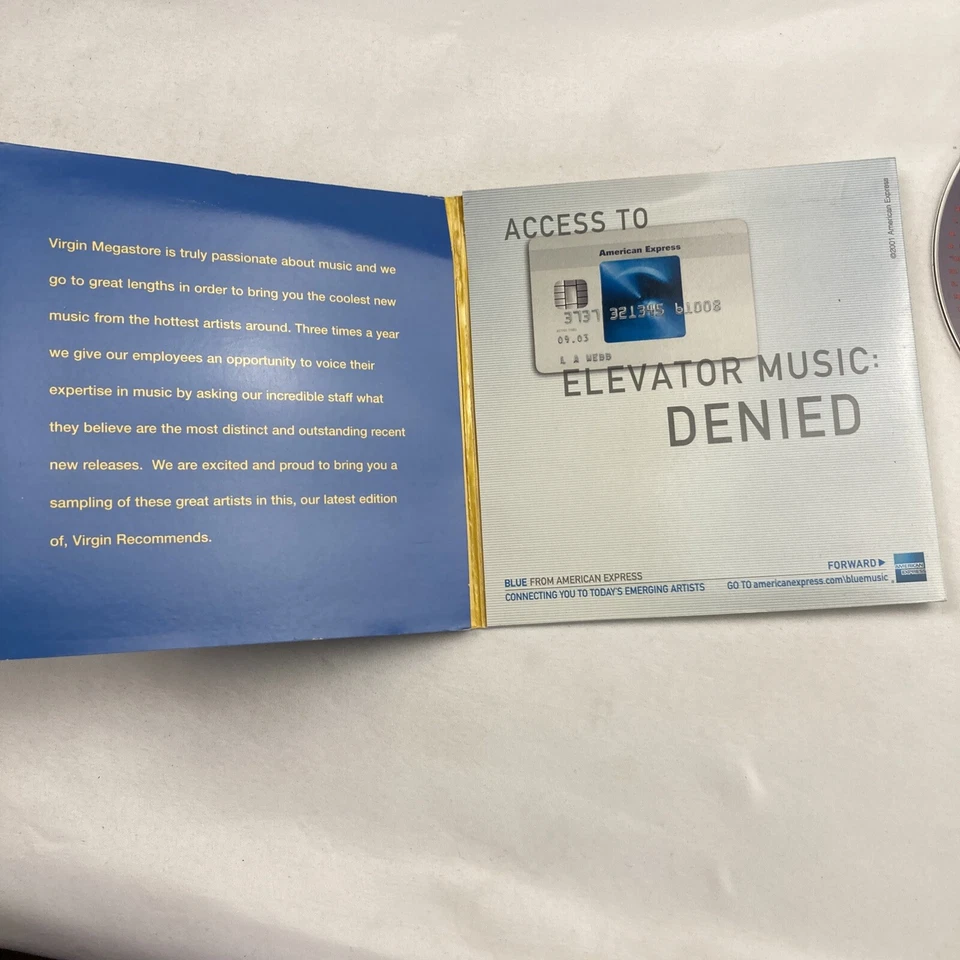 Virgin Megastore is truly passionate about music and we
go to great lengths in order to bring you the coolest new
music from the hottest artists around. Three times a year
we give our employees an opportunity to voice their
expertise in music by asking our incredible staff what
they believe are the most distinct and outstanding recent
new releases. We are excited and proud to bring you a
sampling of these great artists in this, our latest edition
of, Virgin Recommends.
©2001 American Express
ACCESS TO
American Express
3737 321345 61008
09.03
L A WEBB
ELEVATOR MUSIC:
DENIED
BLUE FROM AMERICAN EXPRESS
CONNECTING YOU TO TODAY'S EMERGING ARTISTS
FORWARD▶
GO TO americanexpress.com\bluemusic
AMERICAN
EXPRESS